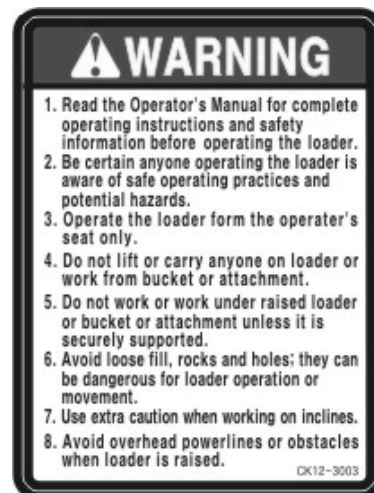 WARNING
1. Read the Operator's Manual for complete
operating instructions and safety
information before operating the loader.
2. Be certain anyone operating the loader is
aware of safe operating practices and
potential hazards.
3. Operate the loader form the operater's
seat only.
4. Do not lift or carry anyone on loader or
work from bucket or attachment.
5. Do not work or work under raised loader
or bucket or attachment unless it is
securely supported.
6. Avoid loose fill, rocks and holes; they can
be dangerous for loader operation or
movement.
7. Use extra caution when working on inclines.
8. Avoid overhead powerlines or obstacles
when loader is raised.
CK12-3003